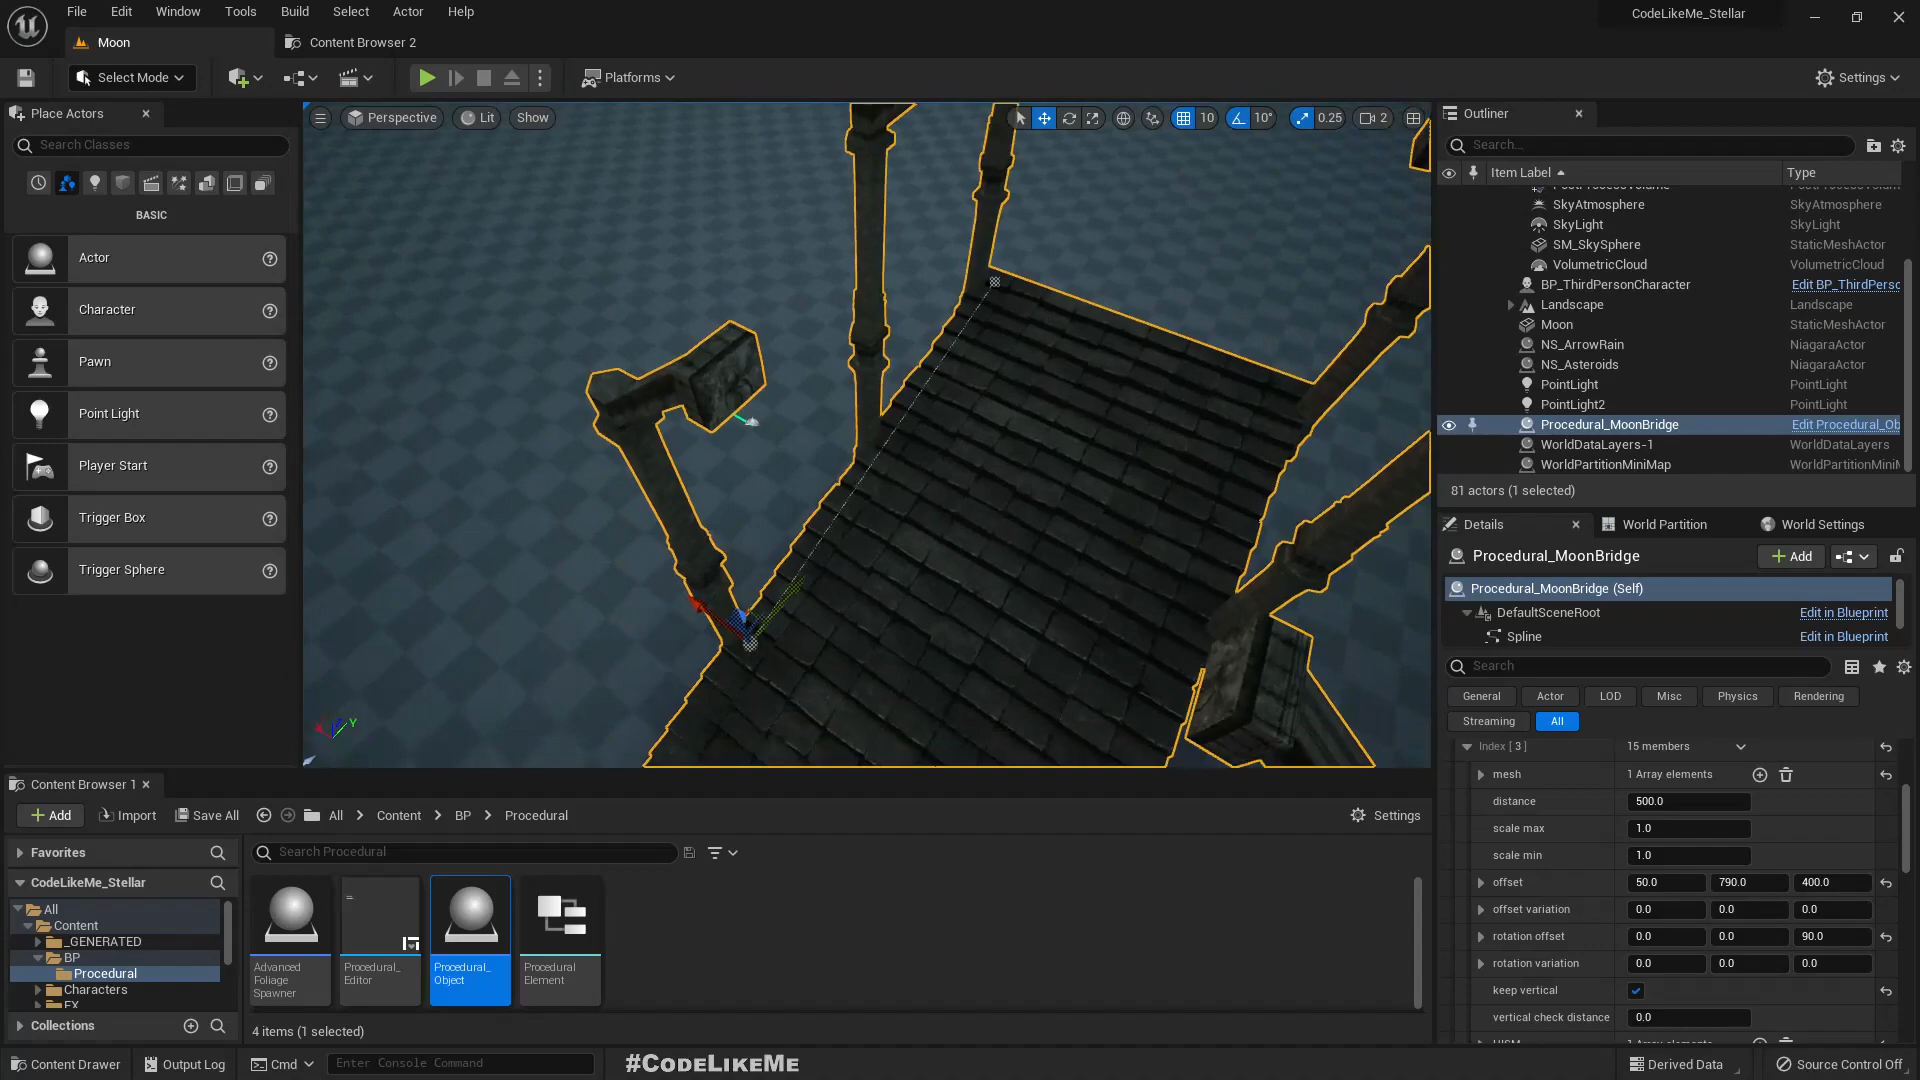 File Edit Window Tools Build Select Actor Help
CodeLikeMe_Stellar
Moon
Content Browser 2
Select Mode
Platforms
Settings
Place Actors
Search Classes
BASIC
Actor
Character
Pawn
Point Light
Player Start
Trigger Box
Trigger Sphere
Perspective Lit Show
10 10° 0.25 2
Outliner
Search...
Item Label Type
SkyAtmosphere SkyAtmosphere
SkyLight SkyLight
SM_SkySphere StaticMeshActor
VolumetricCloud VolumetricCloud
BP_ThirdPersonCharacter Edit BP_ThirdPerso
Landscape Landscape
Moon StaticMeshActor
NS_ArrowRain NiagaraActor
NS_Asteroids NiagaraActor
PointLight PointLight
PointLight2 PointLight
Procedural_MoonBridge Edit Procedural_Ob
WorldDataLayers-1 WorldDataLayers
WorldPartitionMiniMap WorldPartitionMiniM
81 actors (1 selected)
Details World Partition World Settings
Procedural_MoonBridge Add
Procedural_MoonBridge (Self)
DefaultSceneRoot Edit in Blueprint
Spline Edit in Blueprint
Search
General Actor LOD Misc Physics Rendering
Streaming All
Index [ 3 ] 15 members
mesh 1 Array elements
distance 500.0
scale max 1.0
scale min 1.0
offset 50.0 790.0 400.0
offset variation 0.0 0.0 0.0
rotation offset 0.0 0.0 90.0
rotation variation 0.0 0.0 0.0
keep vertical
vertical check distance 0.0
Y
Content Browser 1
Add Import Save All All Content BP Procedural Settings
Favorites
Search Procedural
CodeLikeMe_Stellar
All
Content
_GENERATED
BP
Procedural
Characters
FX
Collections
Advanced
Foliage
Spawner
Procedural_
Editor
Procedural_
Object
Procedural
Element
4 items (1 selected)
Content Drawer Output Log Cmd Enter Console Command
#CodeLikeMe
Derived Data Source Control Off